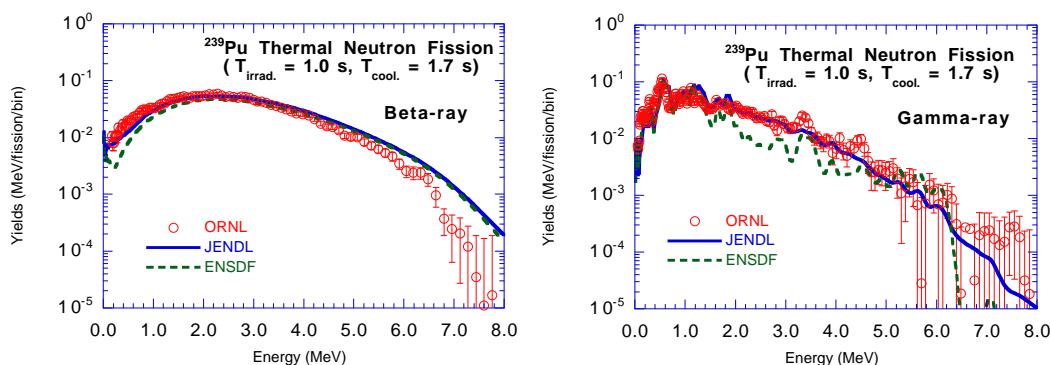 10^0
10^-1
10^-2
10^-3
10^-4
10^-5
Yields (MeV/fission/bin)
^239Pu Thermal Neutron Fission
( T_irrad. = 1.0 s, T_cool. = 1.7 s)
Beta-ray
ORNL
JENDL
ENSDF
0.0 1.0 2.0 3.0 4.0 5.0 6.0 7.0 8.0
Energy (MeV)
10^0
10^-1
10^-2
10^-3
10^-4
10^-5
Yields (MeV/fission/bin)
^239Pu Thermal Neutron Fission
( T_irrad. = 1.0 s, T_cool. = 1.7 s)
Gamma-ray
ORNL
JENDL
ENSDF
0.0 1.0 2.0 3.0 4.0 5.0 6.0 7.0 8.0
Energy (MeV)